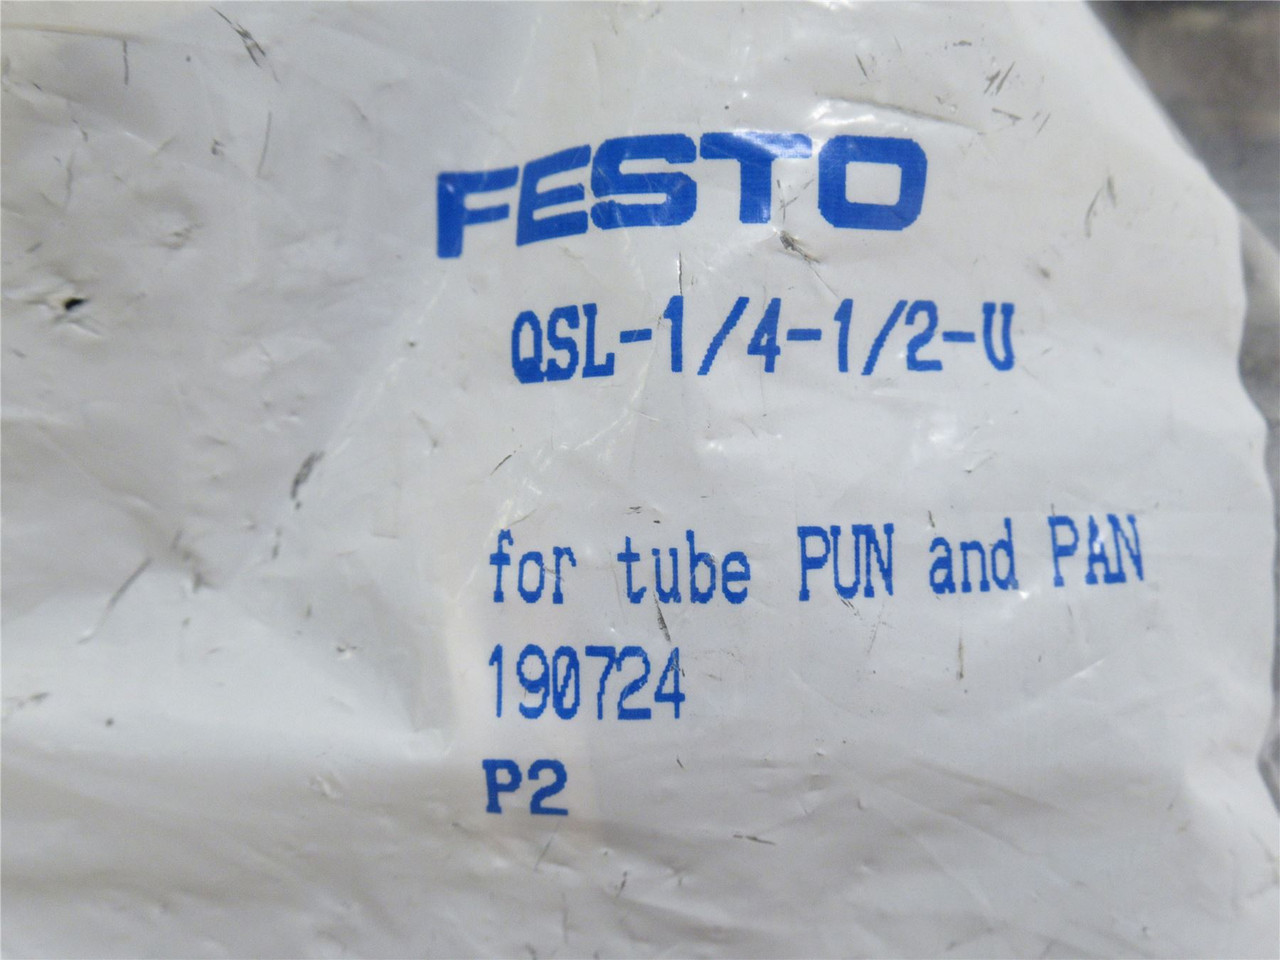 FESTO
QSL-1/4-1/2-U
for tube PUN and PAN
190724
P2